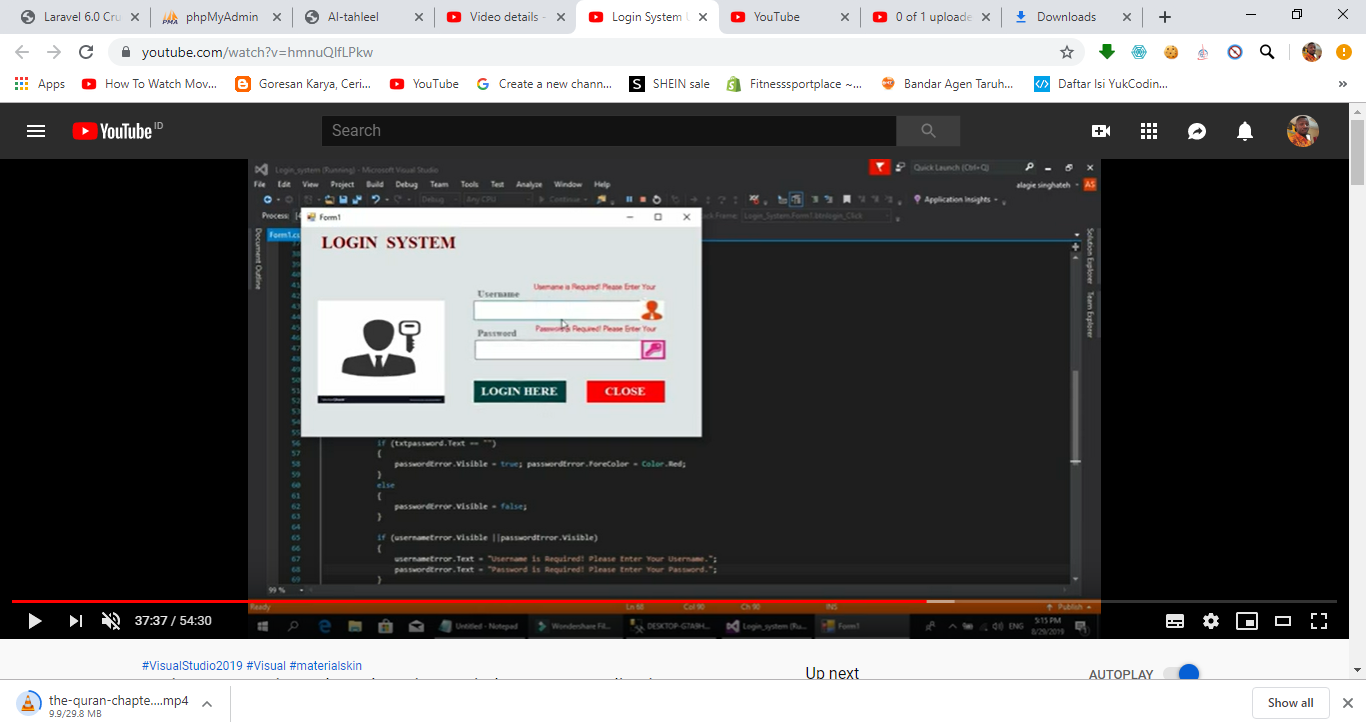 Laravel 6.0 Cru
phpMyAdmin
Al-tahleel
Video details -
Login System U
YouTube
0 of 1 uploade
Downloads
youtube.com/watch?v=hmnuQlfLPkw
Apps
How To Watch Mov...
Goresan Karya, Ceri...
YouTube
Create a new chann...
SHEIN sale
Fitnesssportplace ~...
Bandar Agen Taruh...
Daftar Isi YukCodin...
YouTube ID
Search
Login_system (Running) - Microsoft Visual Studio
Quick Launch (Ctrl+Q)
File Edit View Project Build Debug Team Tools Test Analyze Window Help
alagie singhateh AS
Debug Any CPU Continue
Application Insights
Process:
Stack Frame: Login_System.Form1.btnlogin_Click
Form1
Document Outline
Form1.cs
Solution Explorer
Team Explorer
LOGIN SYSTEM
Username is Required! Please Enter Your
Username
Password is Required! Please Enter Your
Password
LOGIN HERE
CLOSE
56 if (txtpassword.Text == "")
57 {
58 passwordError.Visible = true; passwordError.ForeColor = Color.Red;
59 }
60 else
61 {
62 passwordError.Visible = false;
63 }
64
65 if (usernameError.Visible ||passwordError.Visible)
66 {
67 usernameError.Text = "Username is Required! Please Enter Your Username.";
68 passwordError.Text = "Password is Required! Please Enter Your Password.";
69 }
99 %
Ready
Ln 68 Col 90 Ch 90 INS
Publish
37:37 / 54:30
Untitled - Notepad
Wondershare Fil...
DESKTOP-G7A9H...
Login_system (Ru...
Form1
ENG
5:15 PM
8/29/2019
#VisualStudio2019 #Visual #materialskin
Up next
AUTOPLAY
the-quran-chapte....mp4
9.9/29.8 MB
Show all